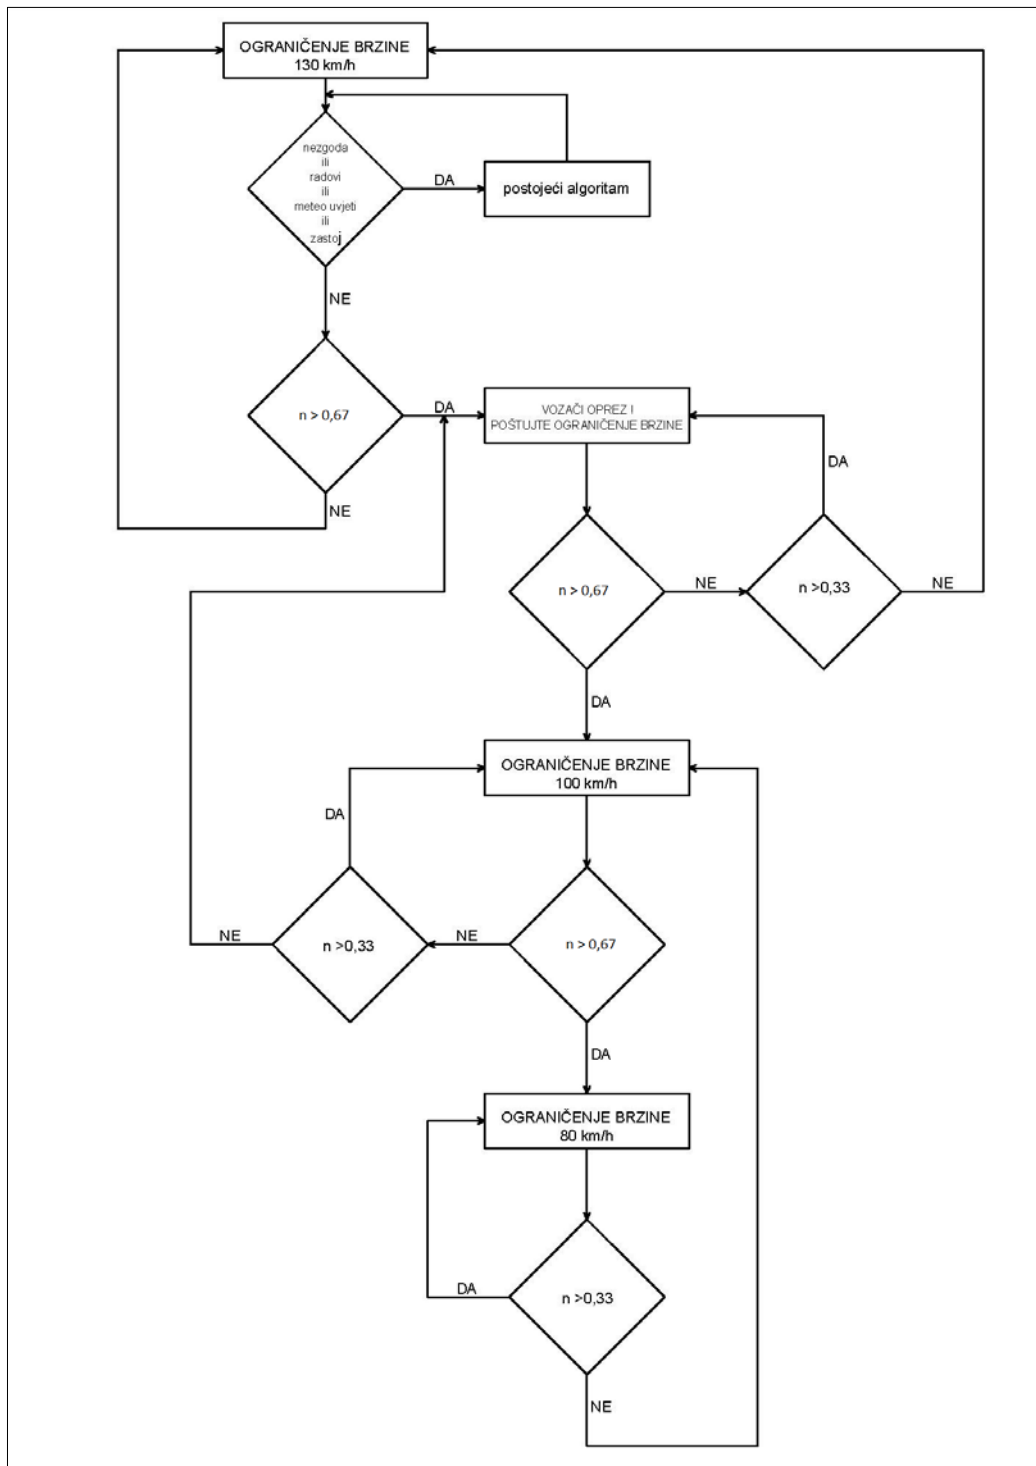 OGRANIČENJE BRZINE
130 km/h
nezgoda
ili
radovi
ili
meteo uvjeti
ili
zastoj
DA
postojeći algoritam
NE
n > 0,67
DA
VOZAČI OPREZ !
POŠTUJTE OGRANIČENJE BRZINE
NE
DA
n > 0,67
NE
n >0,33
NE
DA
OGRANIČENJE BRZINE
100 km/h
DA
NE
n >0,33
NE
n > 0,67
DA
OGRANIČENJE BRZINE
80 km/h
DA
n >0,33
NE